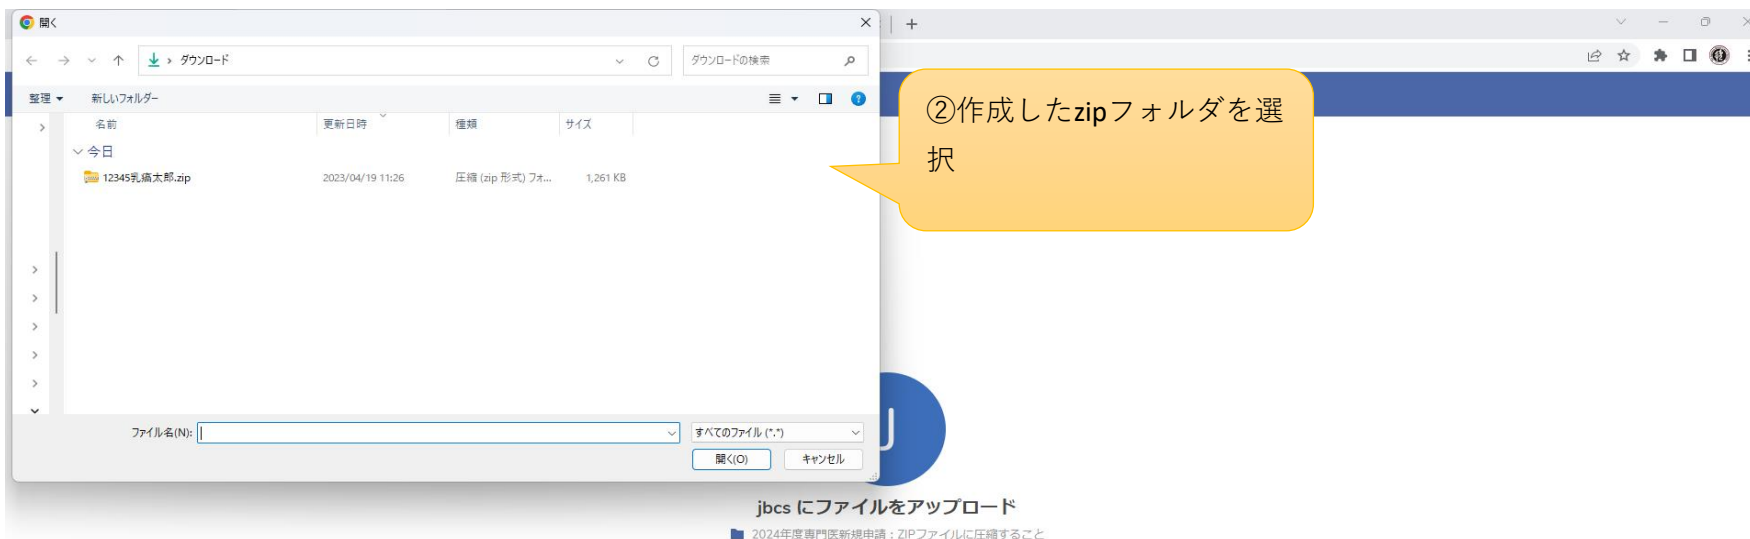 開く
ダウンロード
ダウンロードの検索
整理
新しいフォルダー
名前
更新日時
種類
サイズ
今日
12345乳癌太郎.zip
2023/04/19 11:26
圧縮 (zip 形式) フォ...
1,261 KB
②作成したzipフォルダを選
択
ファイル名(N):
すべてのファイル (*.*)
開く(O)
キャンセル
J
jbcs にファイルをアップロード
2024年度専門医新規申請：ZIPファイルに圧縮すること